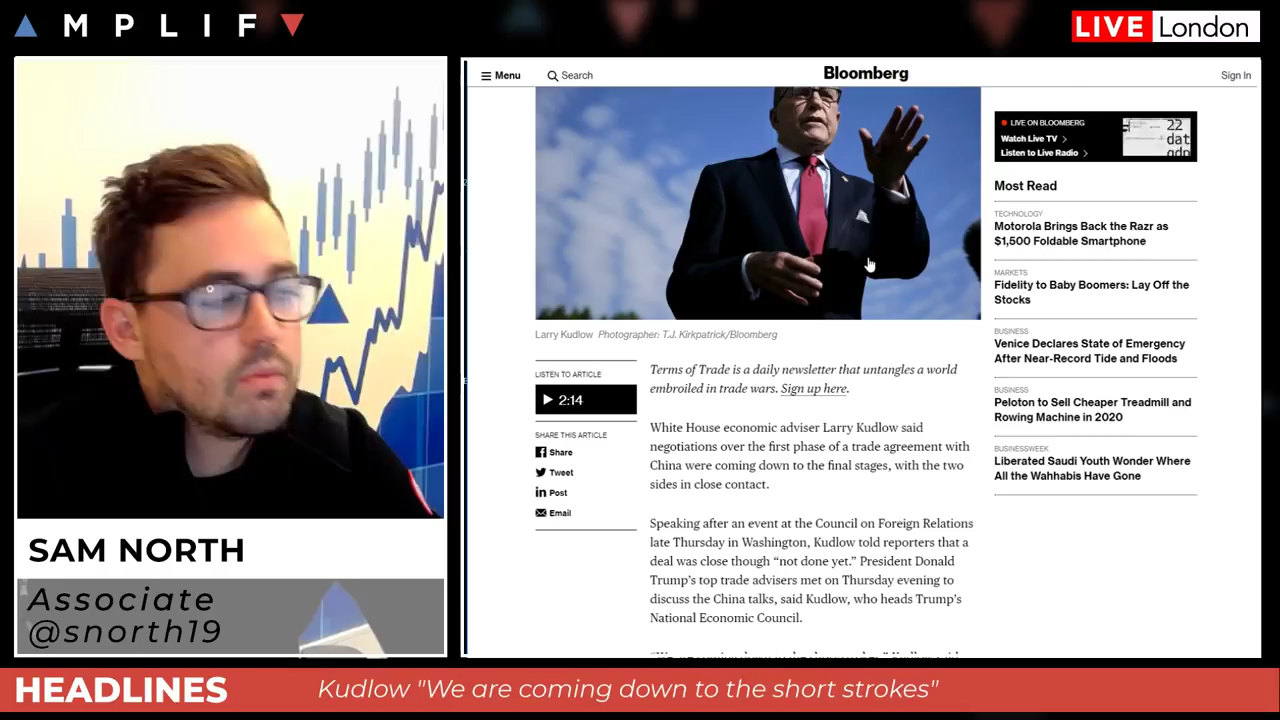 MPLIF
LIVE London
Menu
Search
Bloomberg
Sign In
LIVE ON BLOOMBERG
Watch Live TV
Listen to Live Radio
22
dat
gdp
Most Read
TECHNOLOGY
Motorola Brings Back the Razr as
$1,500 Foldable Smartphone
MARKETS
Fidelity to Baby Boomers: Lay Off the
Stocks
BUSINESS
Venice Declares State of Emergency
After Near-Record Tide and Floods
BUSINESS
Peloton to Sell Cheaper Treadmill and
Rowing Machine in 2020
BUSINESSWEEK
Liberated Saudi Youth Wonder Where
All the Wahhabis Have Gone
Larry Kudlow Photographer: T.J. Kirkpatrick/Bloomberg
LISTEN TO ARTICLE
2:14
SHARE THIS ARTICLE
Share
Tweet
Post
Email
Terms of Trade is a daily newsletter that untangles a world
embroiled in trade wars. Sign up here.
White House economic adviser Larry Kudlow said
negotiations over the first phase of a trade agreement with
China were coming down to the final stages, with the two
sides in close contact.
Speaking after an event at the Council on Foreign Relations
late Thursday in Washington, Kudlow told reporters that a
deal was close though “not done yet.” President Donald
Trump’s top trade advisers met on Thursday evening to
discuss the China talks, said Kudlow, who heads Trump’s
National Economic Council.
SAM NORTH
Associate
@snorth19
HEADLINES
Kudlow "We are coming down to the short strokes"